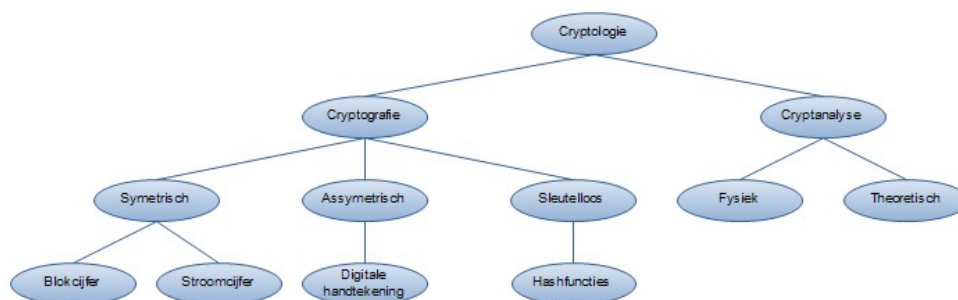 Cryptologie
Cryptografie
Cryptanalyse
Symetrisch
Assymetrisch
Sleutelloos
Fysiek
Theoretisch
Blokcijfer
Stroomcijfer
Digitale
handtekening
Hashfuncties